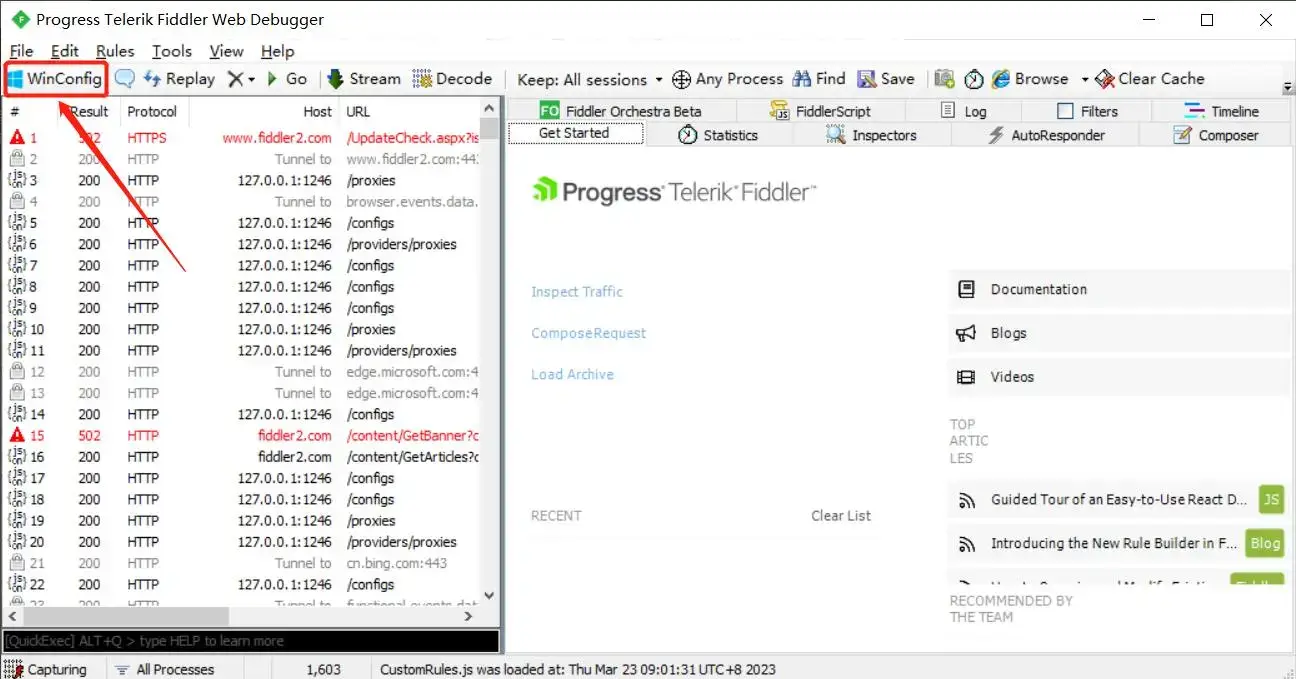 Progress Telerik Fiddler Web Debugger
File Edit Rules Tools View Help
WinConfig Replay Go Stream Decode Keep: All sessions Any Process Find Save Browse Clear Cache
# Result Protocol Host URL
1 502 HTTPS www.fiddler2.com /UpdateCheck.aspx?is
2 200 HTTP Tunnel to www.fiddler2.com:443
3 200 HTTP 127.0.0.1:1246 /proxies
4 200 HTTP Tunnel to browser.events.data.
5 200 HTTP 127.0.0.1:1246 /configs
6 200 HTTP 127.0.0.1:1246 /providers/proxies
7 200 HTTP 127.0.0.1:1246 /configs
8 200 HTTP 127.0.0.1:1246 /configs
9 200 HTTP 127.0.0.1:1246 /configs
10 200 HTTP 127.0.0.1:1246 /proxies
11 200 HTTP 127.0.0.1:1246 /providers/proxies
12 200 HTTP Tunnel to edge.microsoft.com:4
13 200 HTTP Tunnel to edge.microsoft.com:4
14 200 HTTP 127.0.0.1:1246 /configs
15 502 HTTP fiddler2.com /content/GetBanner?c
16 200 HTTP fiddler2.com /content/GetArticles?c
17 200 HTTP 127.0.0.1:1246 /configs
18 200 HTTP 127.0.0.1:1246 /configs
19 200 HTTP 127.0.0.1:1246 /proxies
20 200 HTTP 127.0.0.1:1246 /providers/proxies
21 200 HTTP Tunnel to cn.bing.com:443
22 200 HTTP 127.0.0.1:1246 /configs
23 200 HTTP Tunnel to functional.events.dat
[QuickExec] ALT+Q > type HELP to learn more
FO Fiddler Orchestra Beta FiddlerScript Log Filters Timeline
Get Started Statistics Inspectors AutoResponder Composer
Progress Telerik Fiddler
Inspect Traffic
Compose Request
Load Archive
RECENT Clear List
Documentation
Blogs
Videos
TOP
ARTIC
LES
Guided Tour of an Easy-to-Use React D... JS
Introducing the New Rule Builder in F... Blog
RECOMMENDED BY
THE TEAM
Capturing All Processes 1,603 CustomRules.js was loaded at: Thu Mar 23 09:01:31 UTC+8 2023